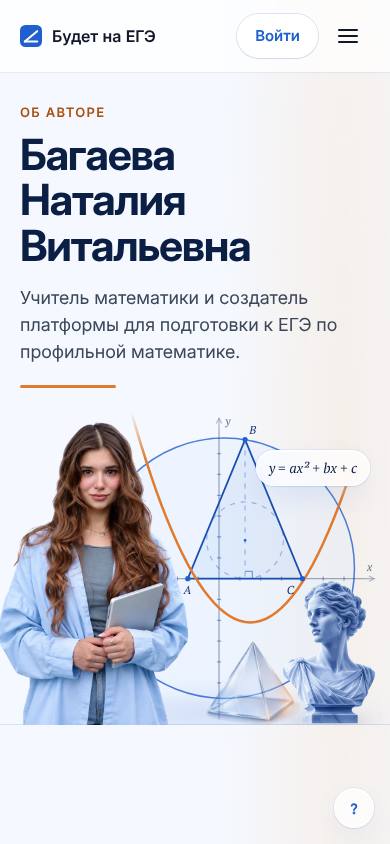 Будет на ЕГЭ
Войти
ОБ АВТОРЕ
Багаева
Наталия
Витальевна
Учитель математики и создатель
платформы для подготовки к ЕГЭ по
профильной математике.
y
B
y = ax² + bx + c
x
A
C
?